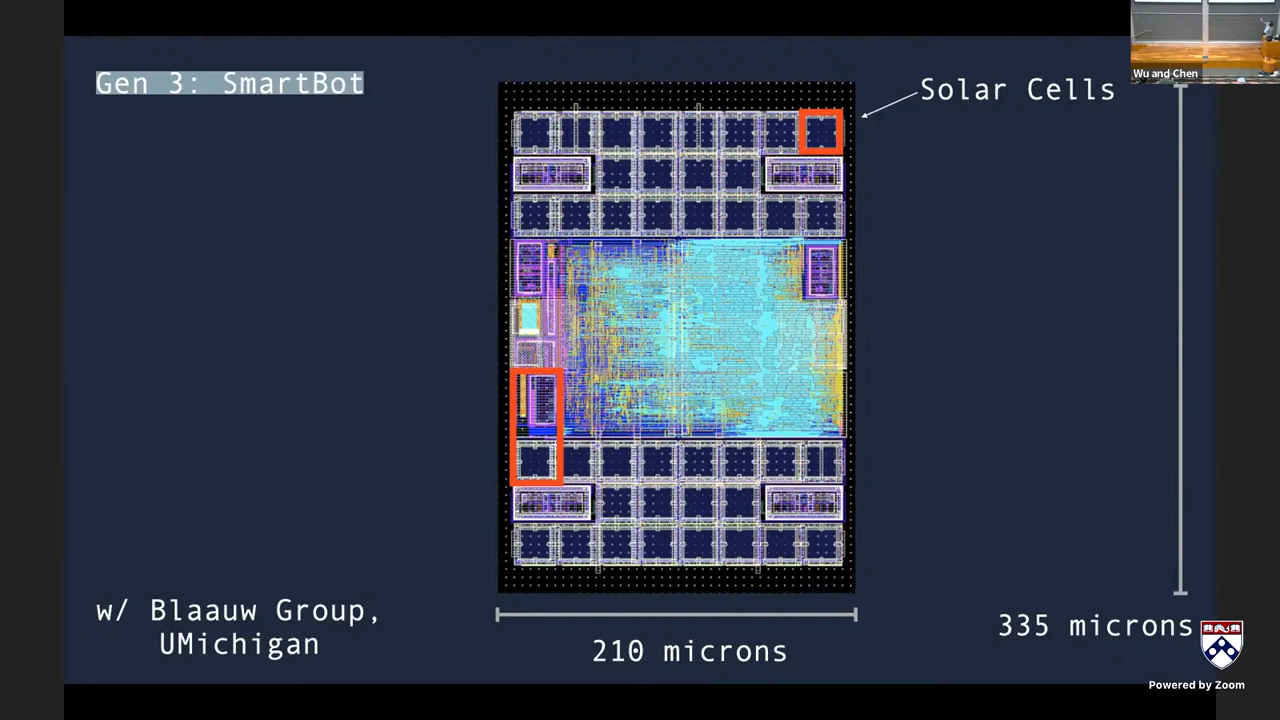 Gen 3: SmartBot
Solar Cells
Wu and Chen
w/ Blaauw Group,
UMichigan
210 microns
335 microns
Powered by Zoom